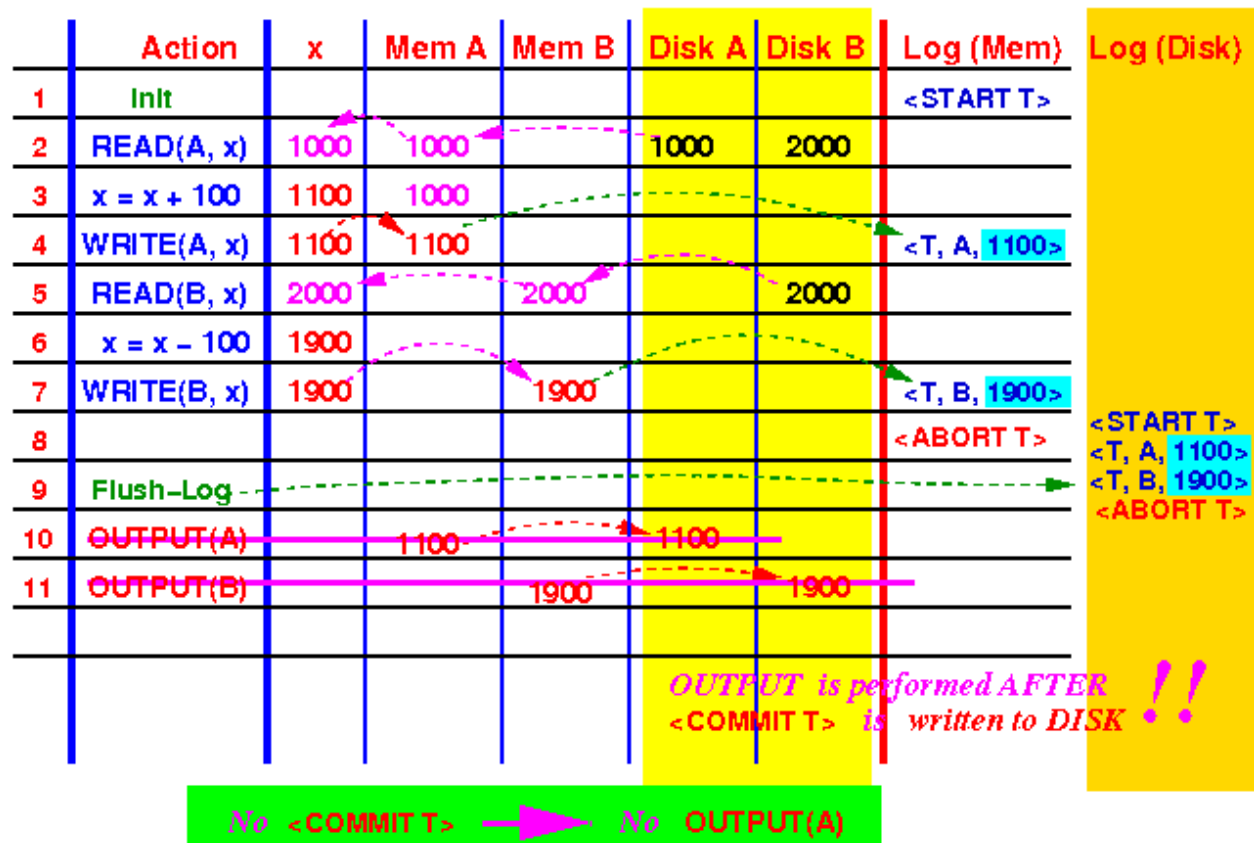 Action x Mem A Mem B Disk A Disk B Log (Mem) Log (Disk)
1 Init <START T>
2 READ(A, x) 1000 1000 1000 2000
3 x = x + 100 1100 1000
4 WRITE(A, x) 1100 1100 <T, A, 1100>
5 READ(B, x) 2000 2000 2000
6 x = x − 100 1900
7 WRITE(B, x) 1900 1900 <T, B, 1900>
8 <ABORT T>
<START T>
<T, A, 1100>
<T, B, 1900>
<ABORT T>
9 Flush−Log
10 OUTPUT(A) 1100 1100
11 OUTPUT(B) 1900 1900
OUTPUT is performed AFTER
<COMMIT T> is written to DISK !!
No <COMMIT T> No OUTPUT(A)